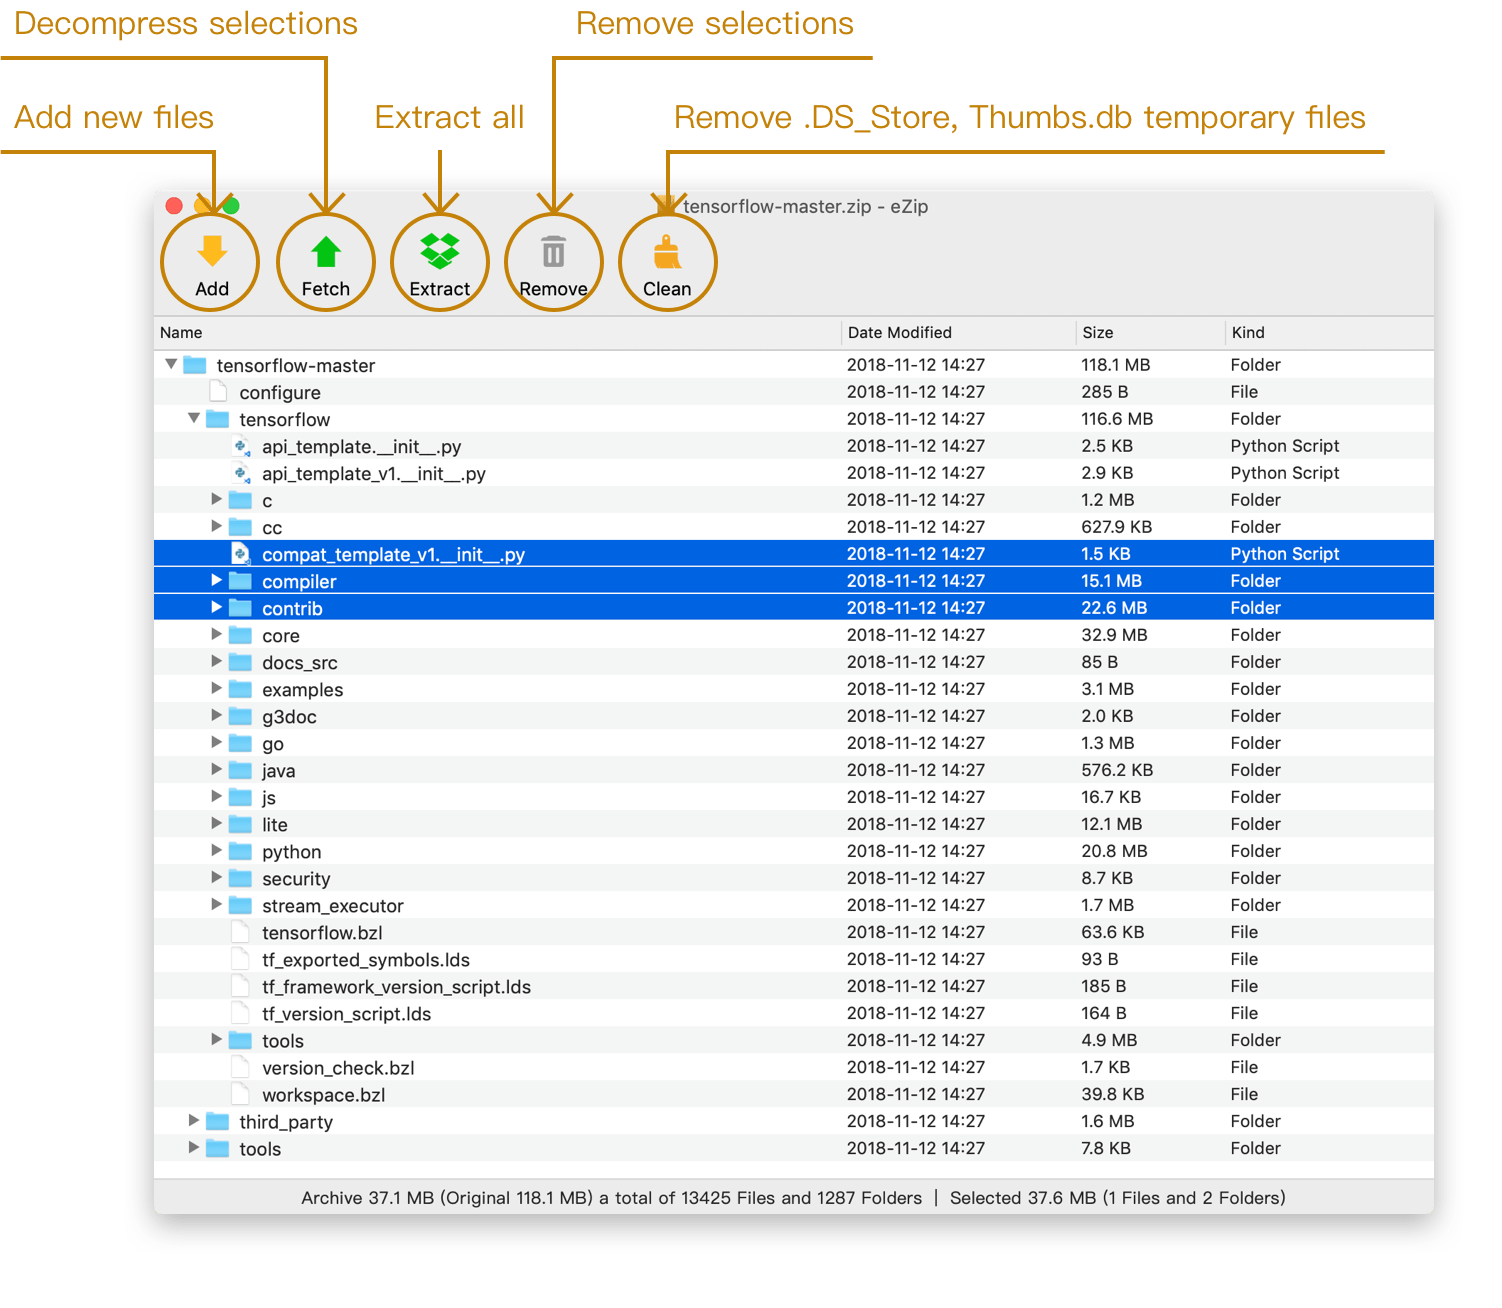 Decompress selections
Remove selections
Add new files
Extract all
Remove .DS_Store, Thumbs.db temporary files
tensorflow-master.zip - eZip
Add
Fetch
Extract
Remove
Clean
Name Date Modified Size Kind
tensorflow-master 2018-11-12 14:27 118.1 MB Folder
configure 2018-11-12 14:27 285 B File
tensorflow 2018-11-12 14:27 116.6 MB Folder
api_template.__init__.py 2018-11-12 14:27 2.5 KB Python Script
api_template_v1.__init__.py 2018-11-12 14:27 2.9 KB Python Script
c 2018-11-12 14:27 1.2 MB Folder
cc 2018-11-12 14:27 627.9 KB Folder
compat_template_v1.__init__.py 2018-11-12 14:27 1.5 KB Python Script
compiler 2018-11-12 14:27 15.1 MB Folder
contrib 2018-11-12 14:27 22.6 MB Folder
core 2018-11-12 14:27 32.9 MB Folder
docs_src 2018-11-12 14:27 85 B Folder
examples 2018-11-12 14:27 3.1 MB Folder
g3doc 2018-11-12 14:27 2.0 KB Folder
go 2018-11-12 14:27 1.3 MB Folder
java 2018-11-12 14:27 576.2 KB Folder
js 2018-11-12 14:27 16.7 KB Folder
lite 2018-11-12 14:27 12.1 MB Folder
python 2018-11-12 14:27 20.8 MB Folder
security 2018-11-12 14:27 8.7 KB Folder
stream_executor 2018-11-12 14:27 1.7 MB Folder
tensorflow.bzl 2018-11-12 14:27 63.6 KB File
tf_exported_symbols.lds 2018-11-12 14:27 93 B File
tf_framework_version_script.lds 2018-11-12 14:27 185 B File
tf_version_script.lds 2018-11-12 14:27 164 B File
tools 2018-11-12 14:27 4.9 MB Folder
version_check.bzl 2018-11-12 14:27 1.7 KB File
workspace.bzl 2018-11-12 14:27 39.8 KB File
third_party 2018-11-12 14:27 1.6 MB Folder
tools 2018-11-12 14:27 7.8 KB Folder
Archive 37.1 MB (Original 118.1 MB) a total of 13425 Files and 1287 Folders | Selected 37.6 MB (1 Files and 2 Folders)